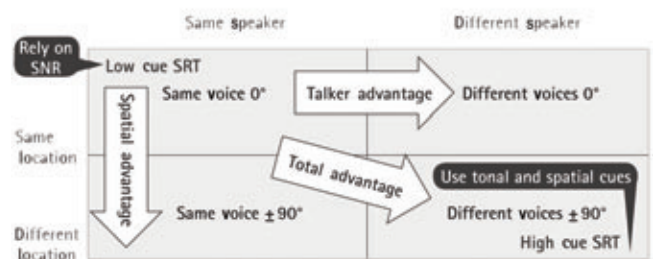 Same speaker
Different speaker
Rely on
SNR
Low cue SRT
Same voice 0°
Talker advantage
Different voices 0°
Spatial advantage
Same
location
Total advantage
Use tonal and spatial cues
Same voice ± 90°
Different voices ± 90°
Different
location
High cue SRT